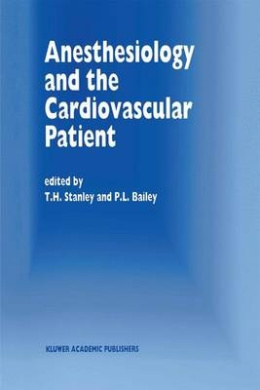 Anesthesiology
and the
Cardiovascular
Patient
edited by
T.H. Stanley and P.L. Bailey
KLUWER ACADEMIC PUBLISHERS